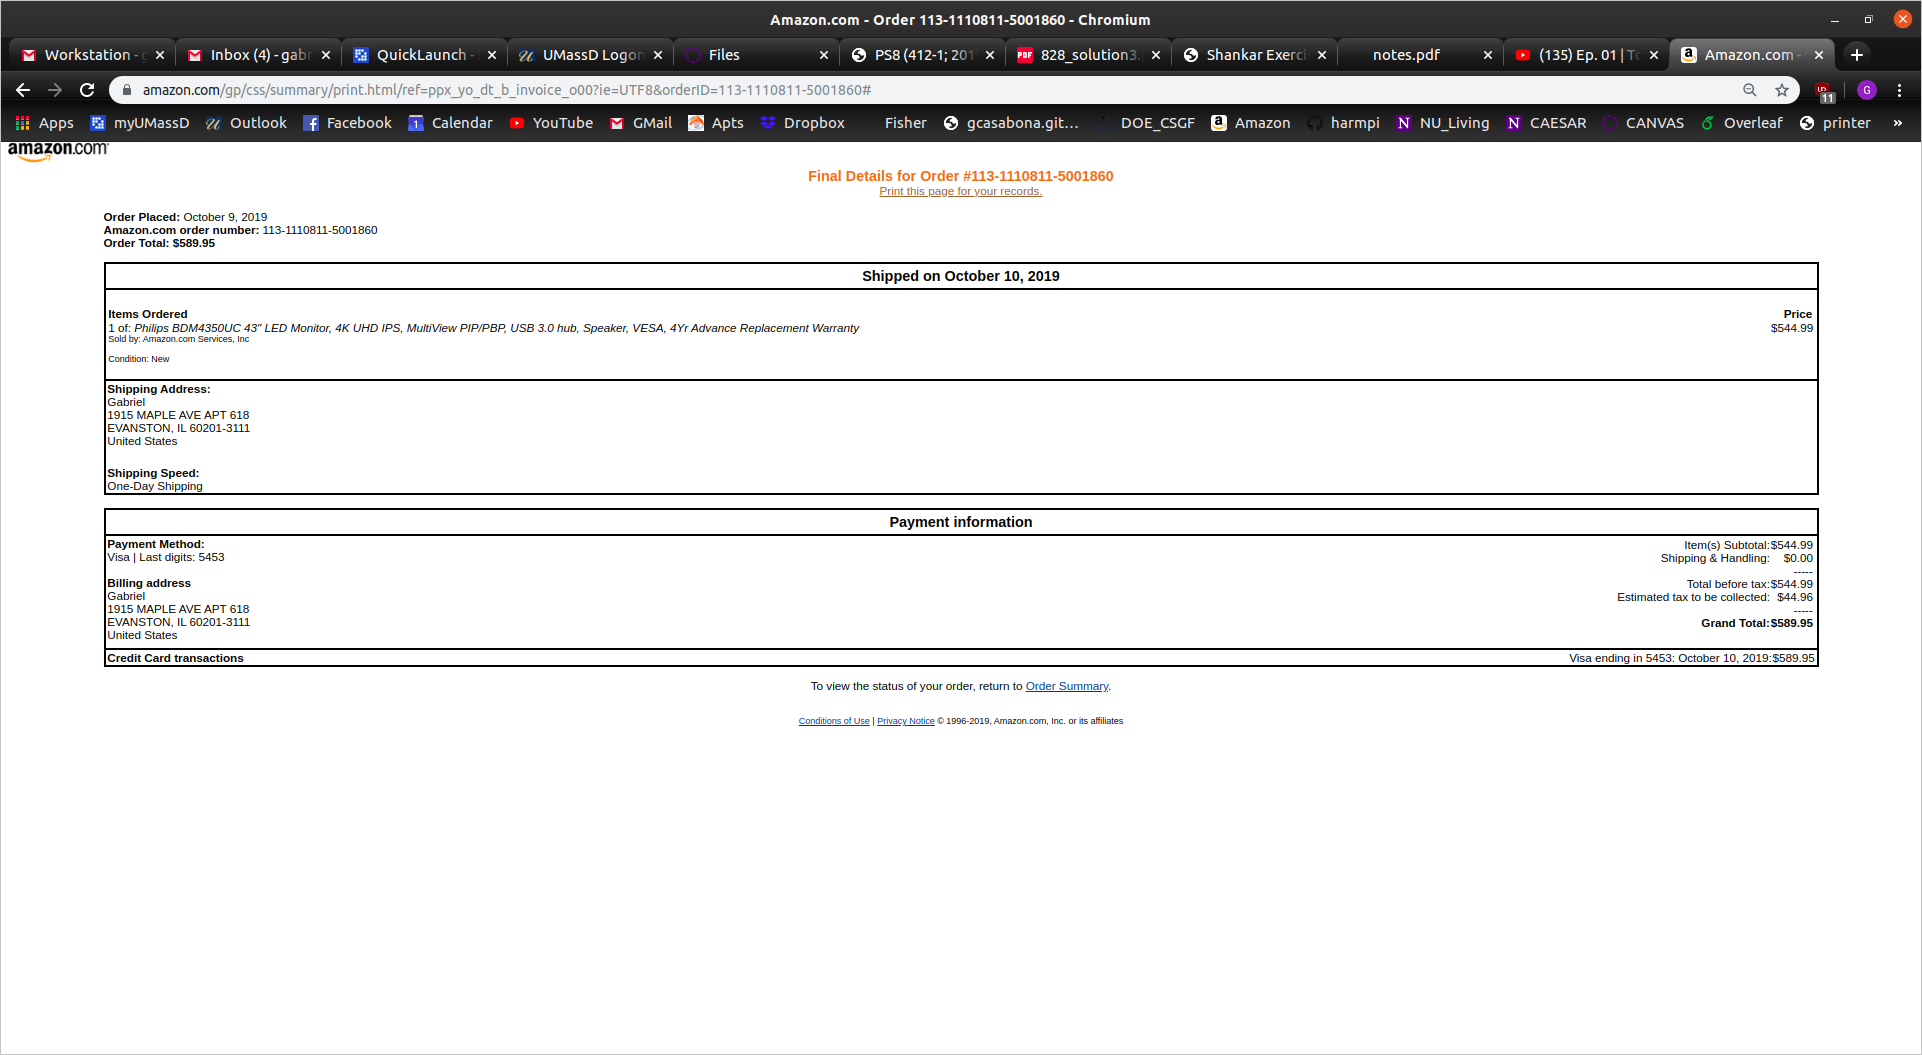 Amazon.com - Order 113-1110811-5001860 - Chromium
Workstation - g
Inbox (4) - gabr
QuickLaunch -
UMassD Logon
Files
PS8 (412-1; 201
828_solution3.
Shankar Exerci
notes.pdf
(135) Ep. 01 | To
Amazon.com -
amazon.com/gp/css/summary/print.html/ref=ppx_yo_dt_b_invoice_o00?ie=UTF8&orderID=113-1110811-5001860#
11
G
Apps
myUMassD
Outlook
Facebook
Calendar
YouTube
GMail
Apts
Dropbox
Fisher
gcasabona.git...
DOE_CSGF
Amazon
harmpi
NU_Living
CAESAR
CANVAS
Overleaf
printer
»
amazon.com
Final Details for Order #113-1110811-5001860
Print this page for your records.
Order Placed: October 9, 2019
Amazon.com order number: 113-1110811-5001860
Order Total: $589.95
Shipped on October 10, 2019
Items Ordered Price
1 of: Philips BDM4350UC 43" LED Monitor, 4K UHD IPS, MultiView PIP/PBP, USB 3.0 hub, Speaker, VESA, 4Yr Advance Replacement Warranty $544.99
Sold by: Amazon.com Services, Inc
Condition: New
Shipping Address:
Gabriel
1915 MAPLE AVE APT 618
EVANSTON, IL 60201-3111
United States
Shipping Speed:
One-Day Shipping
Payment information
Payment Method:
Visa | Last digits: 5453
Billing address
Gabriel
1915 MAPLE AVE APT 618
EVANSTON, IL 60201-3111
United States
Item(s) Subtotal: $544.99
Shipping & Handling: $0.00
-----
Total before tax: $544.99
Estimated tax to be collected: $44.96
-----
Grand Total: $589.95
Credit Card transactions Visa ending in 5453: October 10, 2019: $589.95
To view the status of your order, return to Order Summary.
Conditions of Use | Privacy Notice © 1996-2019, Amazon.com, Inc. or its affiliates